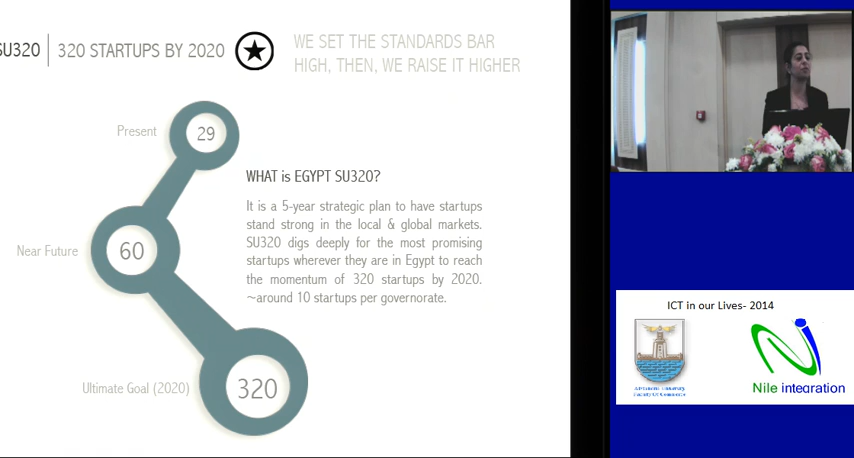 SU320 320 STARTUPS BY 2020
WE SET THE STANDARDS BAR
HIGH, THEN, WE RAISE IT HIGHER
Present
29
WHAT is EGYPT SU320?
It is a 5-year strategic plan to have startups
stand strong in the local & global markets.
SU320 digs deeply for the most promising
startups wherever they are in Egypt to reach
the momentum of 320 startups by 2020.
~around 10 startups per governorate.
Near Future
60
Ultimate Goal (2020)
320
ICT in our Lives- 2014
Nile integration